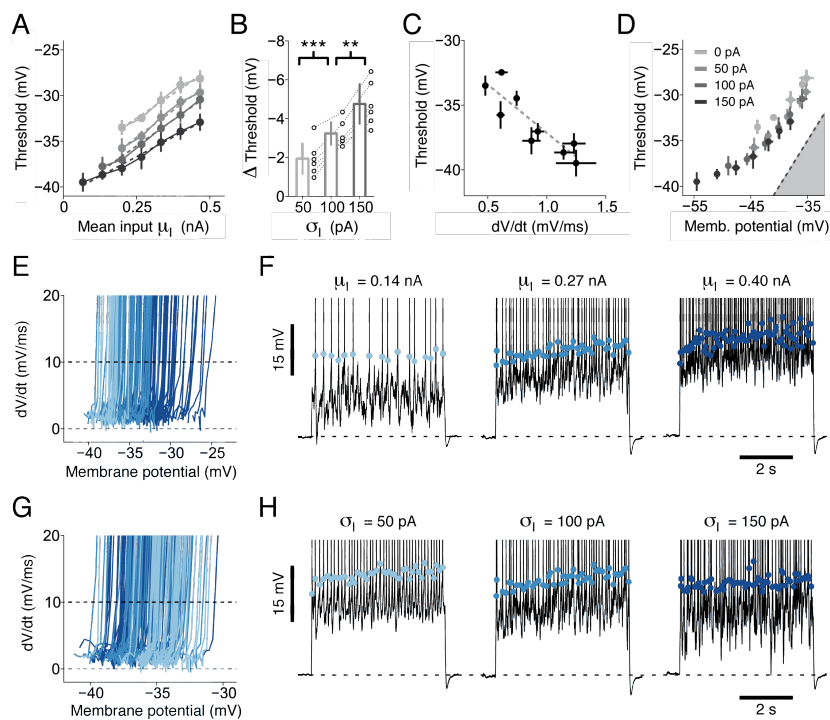 A
Threshold (mV)
−25
−30
−35
−40
0.00
0.25
0.50
Mean input μI (nA)
B
Δ Threshold (mV)
−8
−6
−4
−2
0
***
**
50
100
150
σI (pA)
C
Threshold (mV)
−30
−35
−40
0.5
1.0
1.5
dV/dt (mV/ms)
D
Threshold (mV)
−25
−30
−35
−40
0 pA
50 pA
100 pA
150 pA
−55
−45
−35
Memb. potential (mV)
E
dV/dt (mV/ms)
20
10
0
−40
−35
−30
−25
Membrane potential (mV)
F
μI = 0.14 nA
μI = 0.27 nA
μI = 0.40 nA
15 mV
2 s
G
dV/dt (mV/ms)
20
10
0
−40
−35
−30
Membrane potential (mV)
H
σI = 50 pA
σI = 100 pA
σI = 150 pA
15 mV
2 s